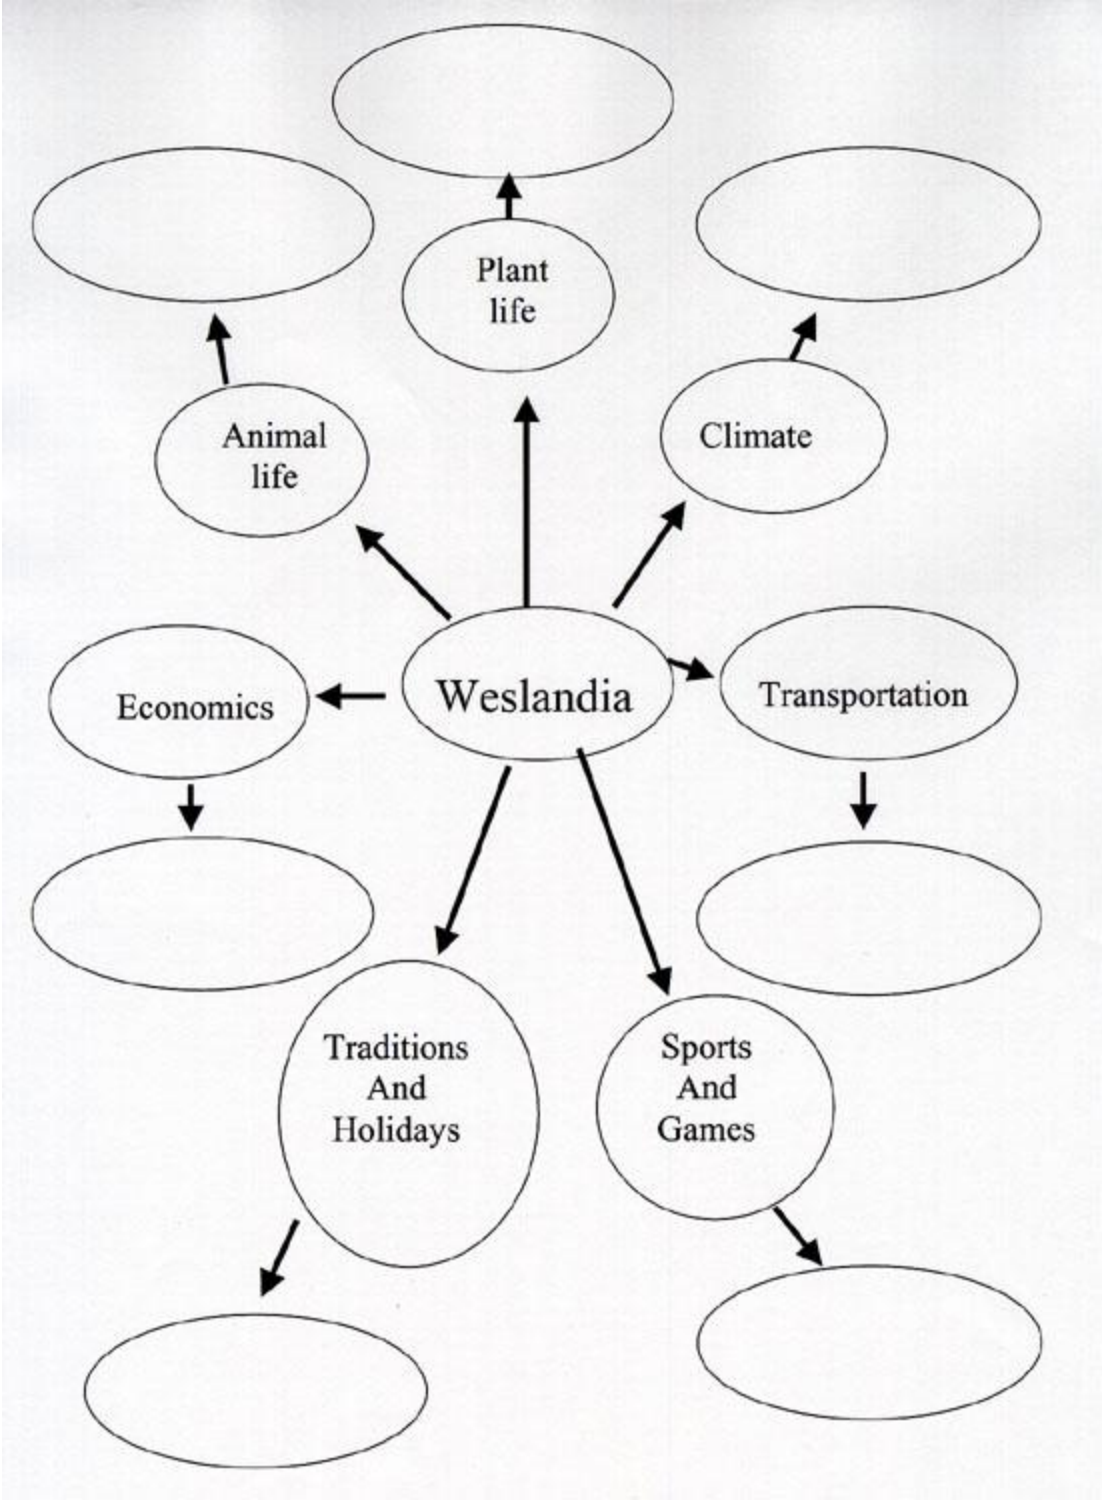 Plant
life
Animal
life
Climate
Economics
Weslandia
Transportation
Traditions
And
Holidays
Sports
And
Games